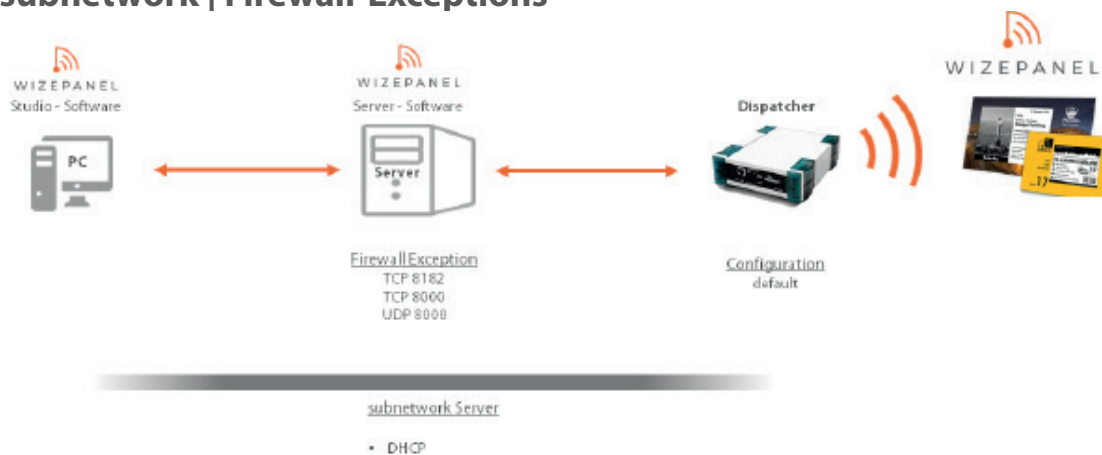 subnetwork | Firewall Exceptions
WIZEPANEL
WIZEPANEL
WIZEPANEL
Studio - Software
Server - Software
Dispatcher
PC
Server
17
Firewall Exception
TCP 8182
TCP 8000
UDP 8000
Configuration
default
subnetwork Server
• DHCP